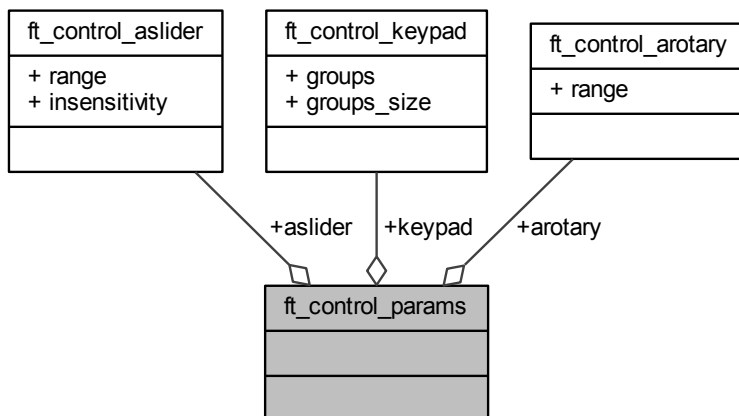 ft_control_aslider
+ range
+ insensitivity
ft_control_keypad
+ groups
+ groups_size
ft_control_arotary
+ range
+aslider
+keypad
+arotary
ft_control_params